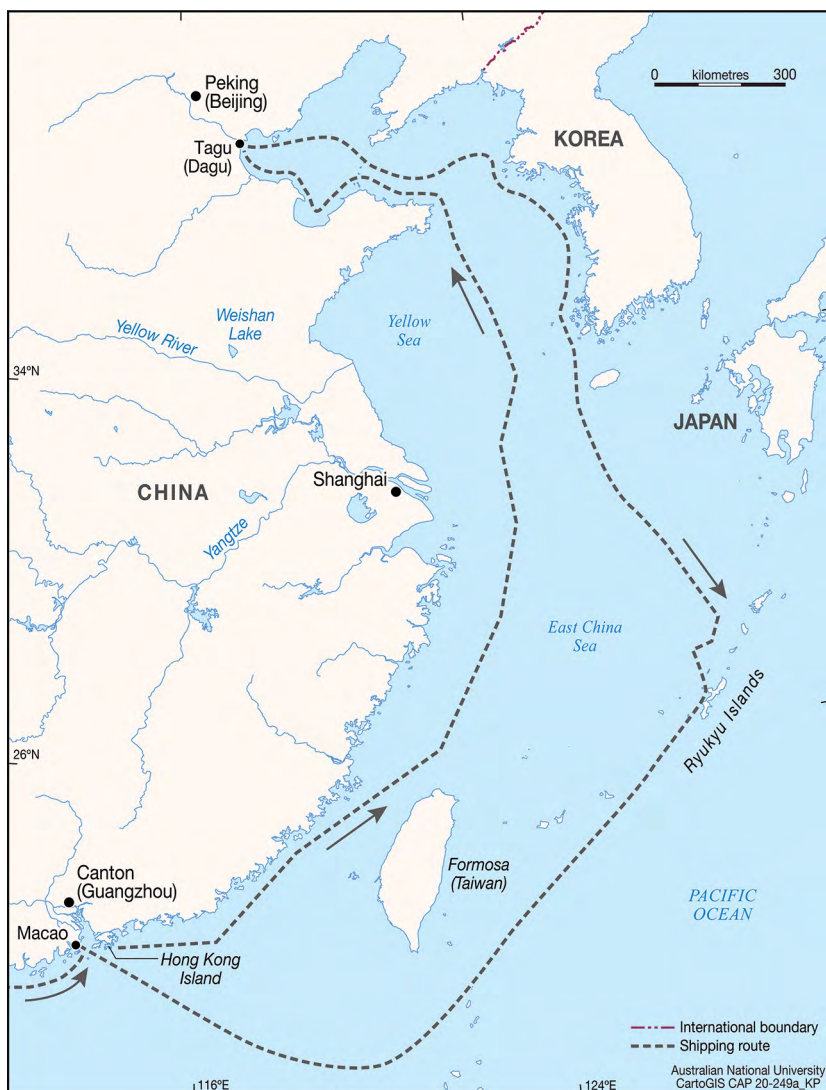 Peking
(Beijing)
0 kilometres 300
Tagu
(Dagu)
KOREA
Weishan
Lake
Yellow River
Yellow
Sea
34°N
JAPAN
Shanghai
CHINA
Yangtze
East China
Sea
Ryukyu Islands
26°N
Formosa
(Taiwan)
Canton
(Guangzhou)
PACIFIC
OCEAN
Macao
Hong Kong
Island
International boundary
Shipping route
116°E
124°E
Australian National University
CartoGIS CAP 20-249a_KP